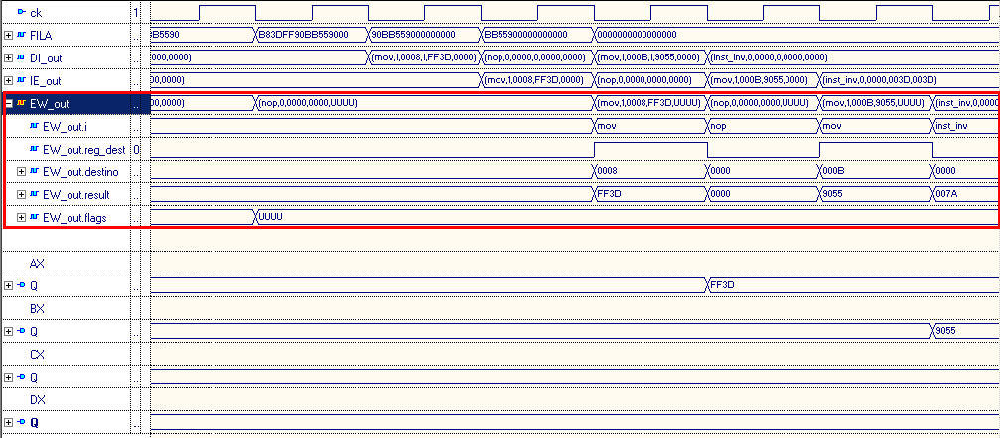 ck 1
FILA BB5590 B83DFF90BB559000 90BB559000000000 BB55900000000000 0000000000000000
DI_out .. 0000,0000) (mov,1,0008,1,FF3D,0000) (nop,0,0000,0,0000,0000) (mov,1,000B,1,9055,0000) (inst_inv,0,0000,0,0000,0000)
IE_out .. 00,0000) (mov,1,0008,FF3D,0000) (nop,0,0000,0000,0000) (mov,1,000B,9055,0000) (inst_inv,0,0000,003D,003D)
EW_out .. 00,0000) (nop,0,0000,0000,UUUU) (mov,1,0008,FF3D,UUUU) (nop,0,0000,0000,UUUU) (mov,1,000B,9055,UUUU) (inst_inv,0,0000
EW_out.i .. mov nop mov inst_inv
EW_out.reg_dest 0
EW_out.destino .. 0008 0000 000B 0000
EW_out.result .. FF3D 0000 9055 007A
EW_out.flags .. UUUU
AX
Q .. FF3D
BX
Q .. 9055
CX
Q ..
DX
Q ..